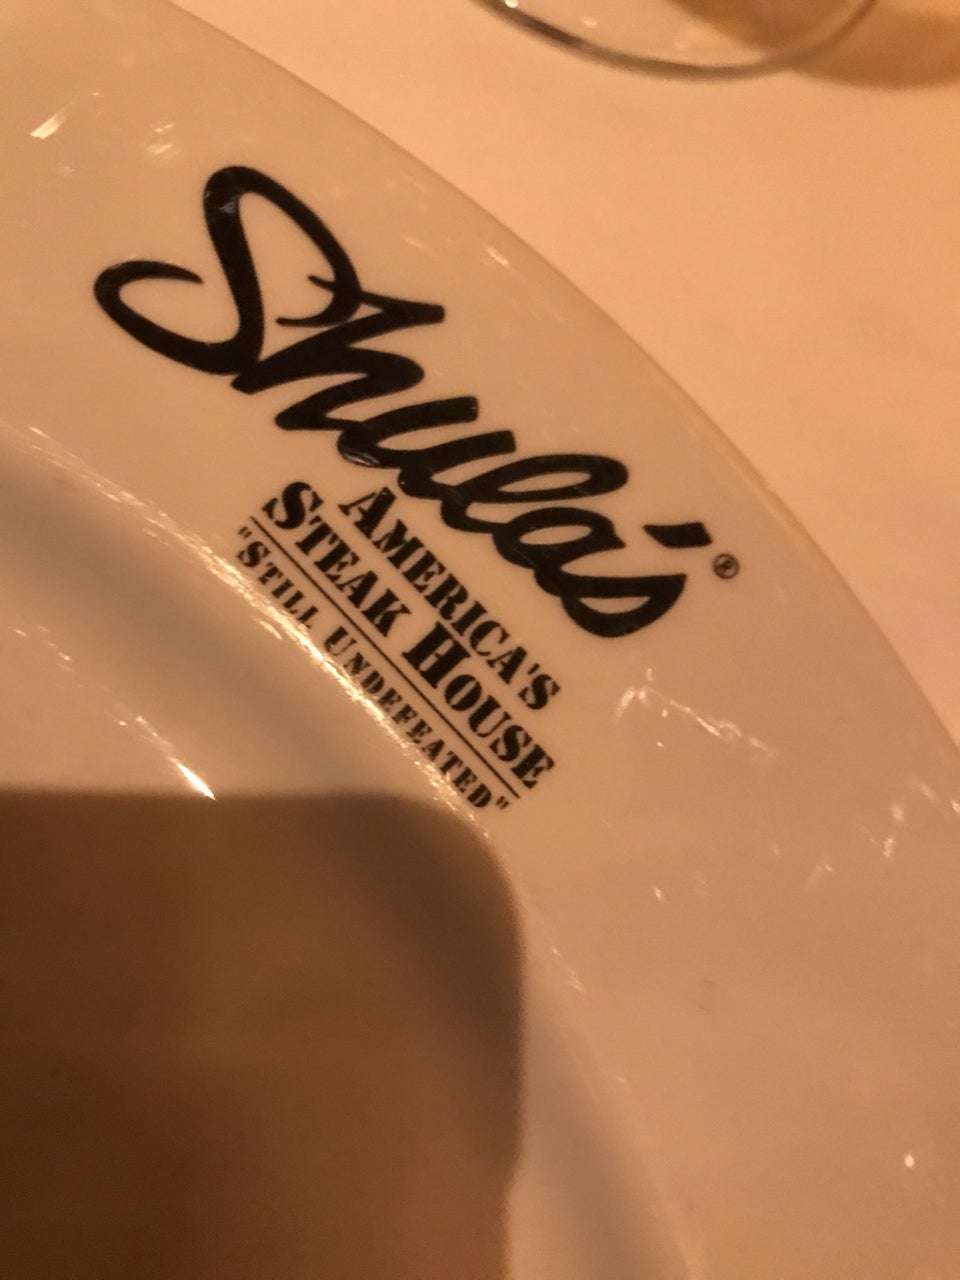 Shula's®
AMERICA'S
STEAK HOUSE
"STILL UNDEFEATED"